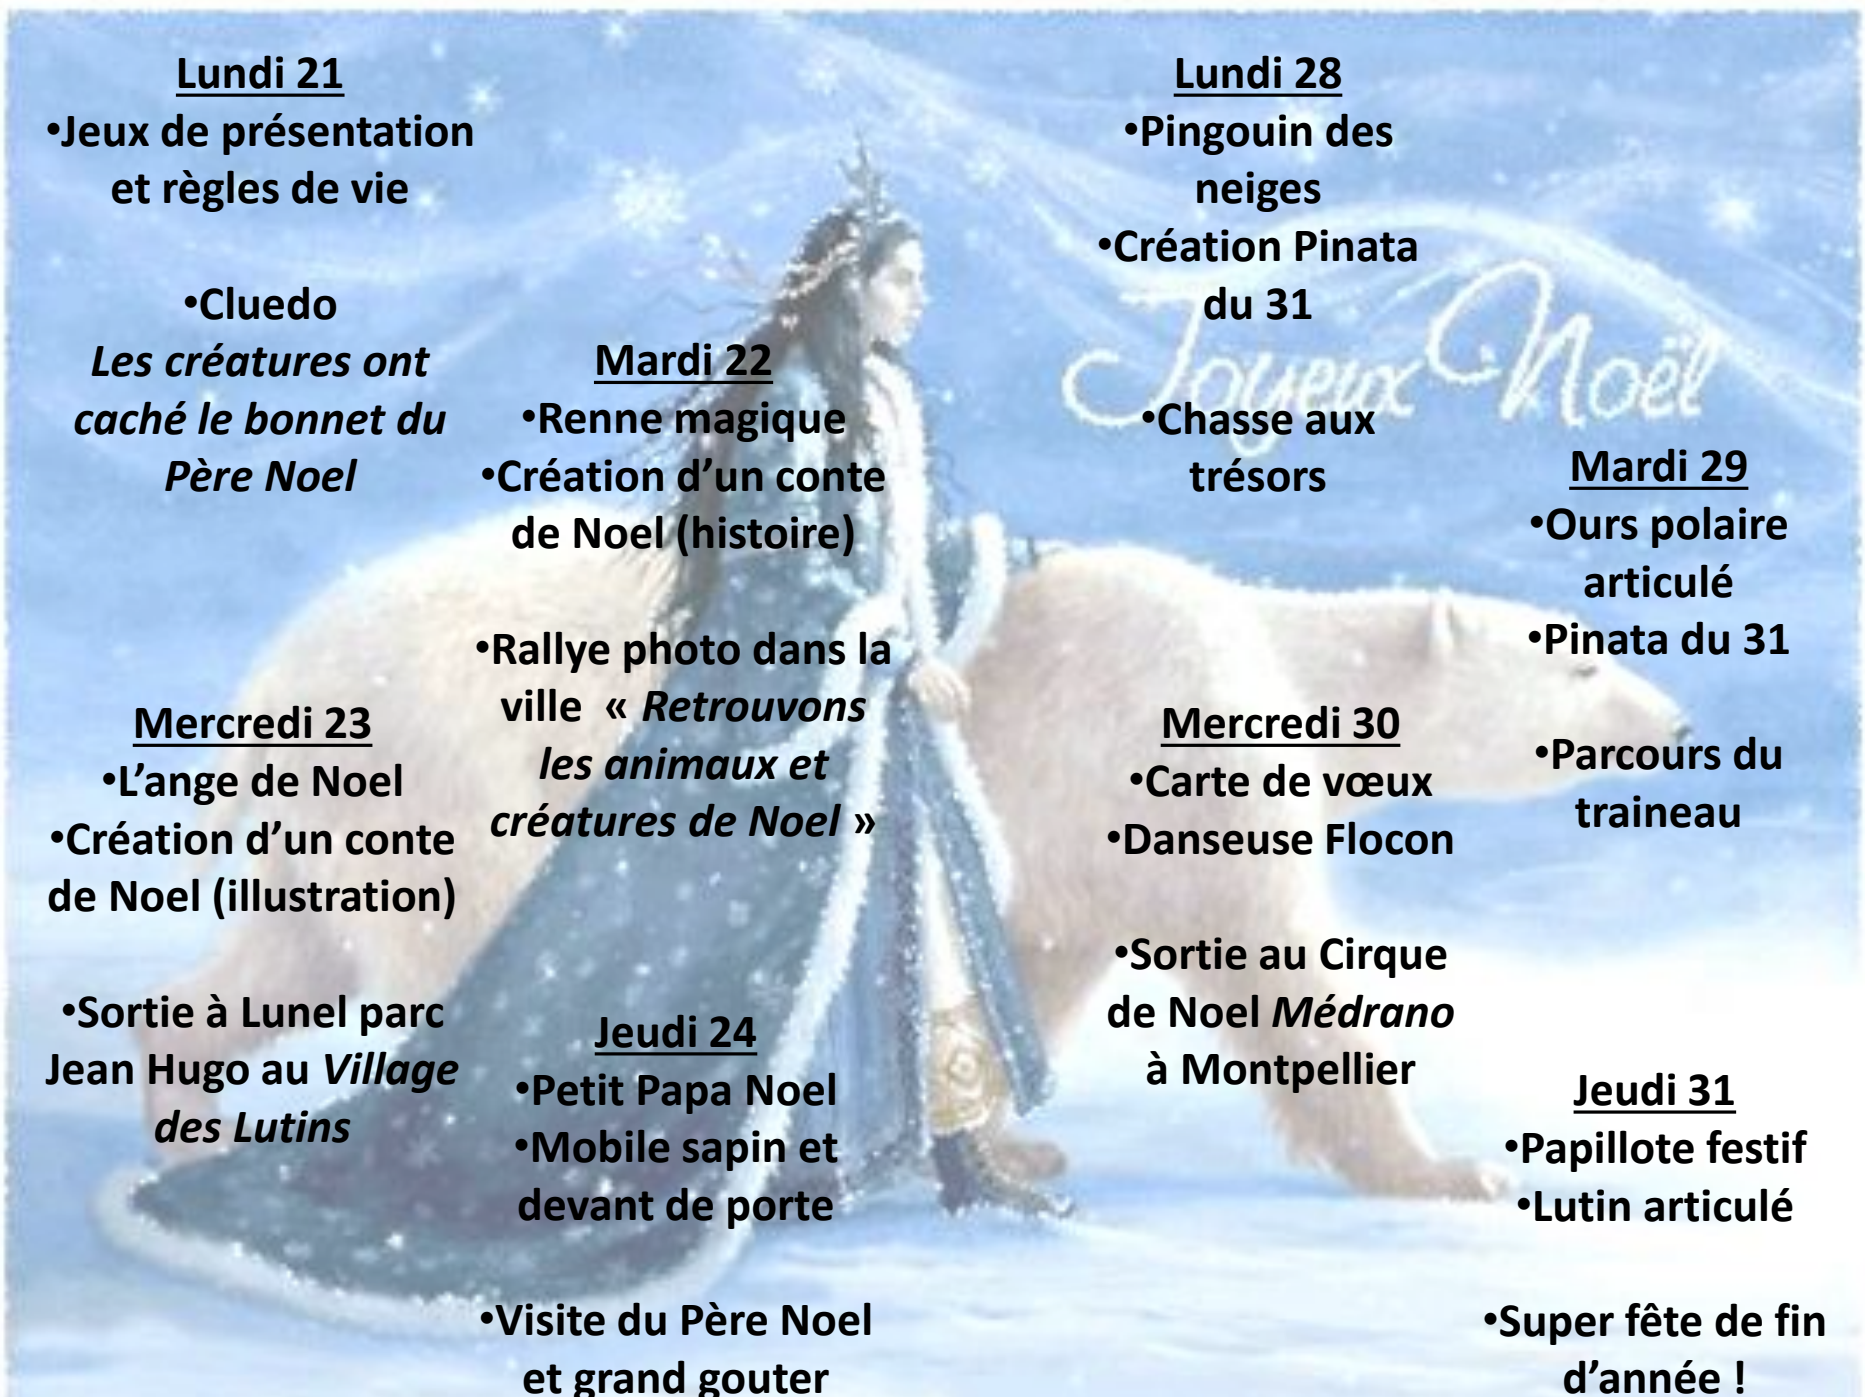 Lundi 21
•Jeux de présentation
et règles de vie
•Cluedo
Les créatures ont
caché le bonnet du
Père Noel
Mardi 22
•Renne magique
•Création d’un conte
de Noel (histoire)
•Rallye photo dans la
ville « Retrouvons
les animaux et
créatures de Noel »
Mercredi 23
•L’ange de Noel
•Création d’un conte
de Noel (illustration)
•Sortie à Lunel parc
Jean Hugo au Village
des Lutins
Jeudi 24
•Petit Papa Noel
•Mobile sapin et
devant de porte
•Visite du Père Noel
et grand gouter
Lundi 28
•Pingouin des
neiges
•Création Pinata
du 31
•Chasse aux
trésors
Joyeux Noël
Mardi 29
•Ours polaire
articulé
•Pinata du 31
•Parcours du
traineau
Mercredi 30
•Carte de vœux
•Danseuse Flocon
•Sortie au Cirque
de Noel Médrano
à Montpellier
Jeudi 31
•Papillote festif
•Lutin articulé
•Super fête de fin
d’année !